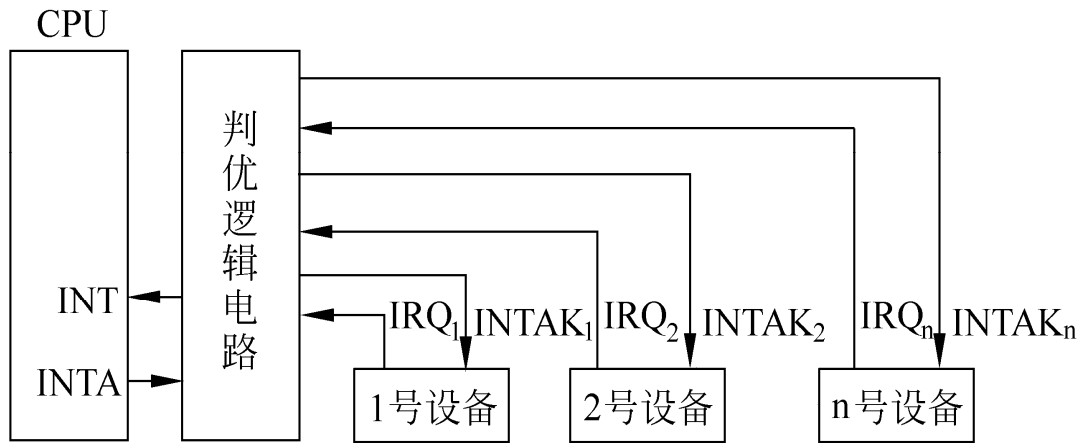 CPU
判优逻辑电路
INT
INTA
IRQ1
INTAK1
IRQ2
INTAK2
IRQn
INTAKn
1号设备
2号设备
n号设备